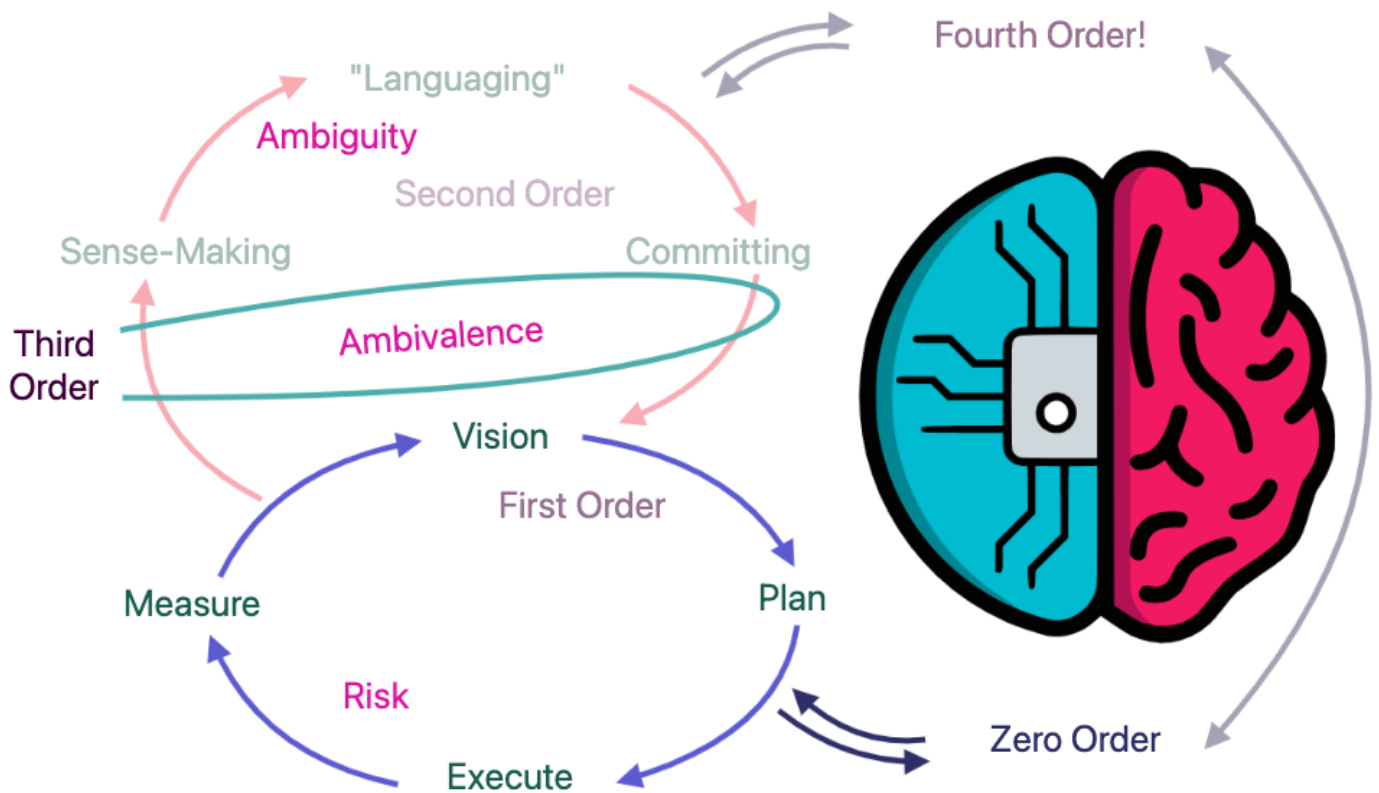 Fourth Order!
"Languaging"
Ambiguity
Second Order
Sense-Making
Committing
Third
Order
Ambivalence
Vision
First Order
Measure
Plan
Risk
Zero Order
Execute